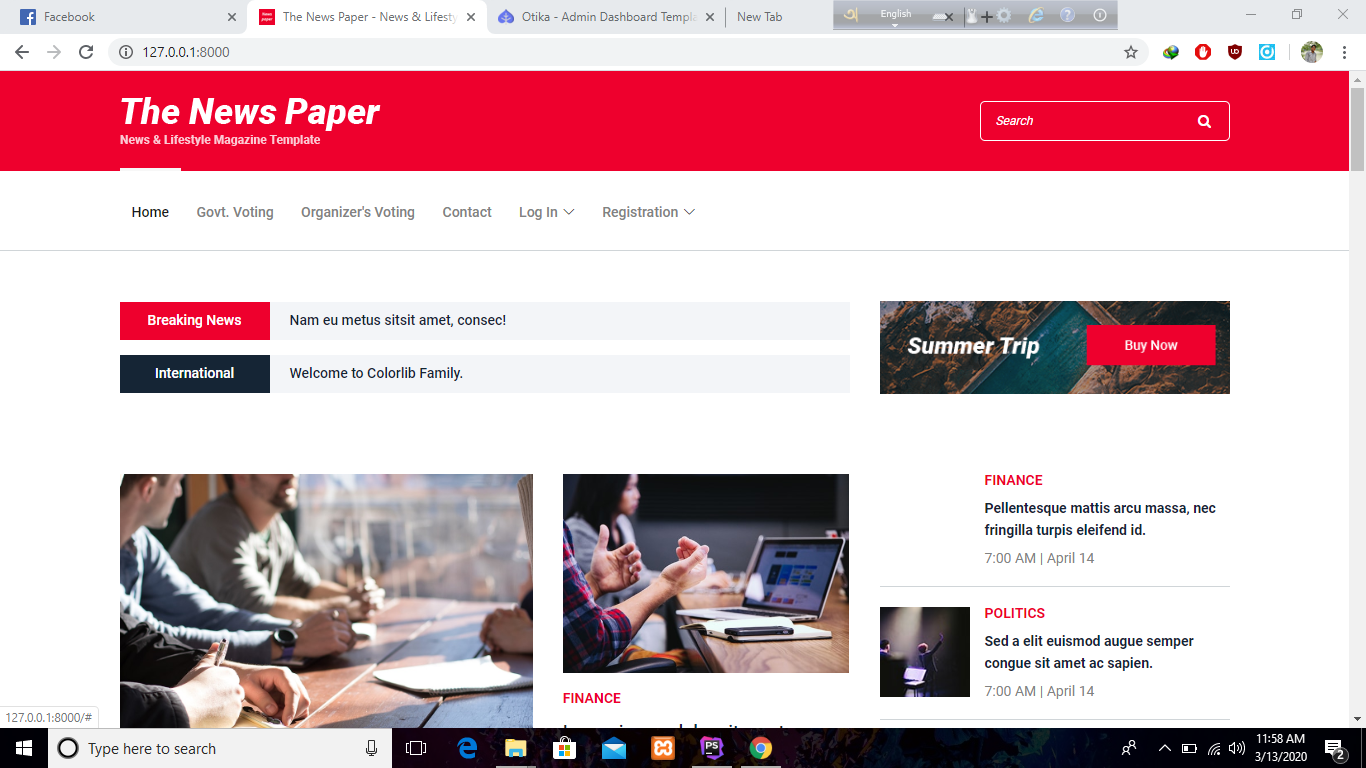 Facebook
The News Paper - News & Lifesty
Otika - Admin Dashboard Templa
New Tab
English
127.0.0.1:8000
The News Paper
News & Lifestyle Magazine Template
Search
Home
Govt. Voting
Organizer's Voting
Contact
Log In
Registration
Breaking News
Nam eu metus sitsit amet, consec!
International
Welcome to Colorlib Family.
Summer Trip
Buy Now
FINANCE
Pellentesque mattis arcu massa, nec
fringilla turpis eleifend id.
7:00 AM | April 14
POLITICS
Sed a elit euismod augue semper
congue sit amet ac sapien.
7:00 AM | April 14
FINANCE
127.0.0.1:8000/#
Type here to search
PS
11:58 AM
3/13/2020
2